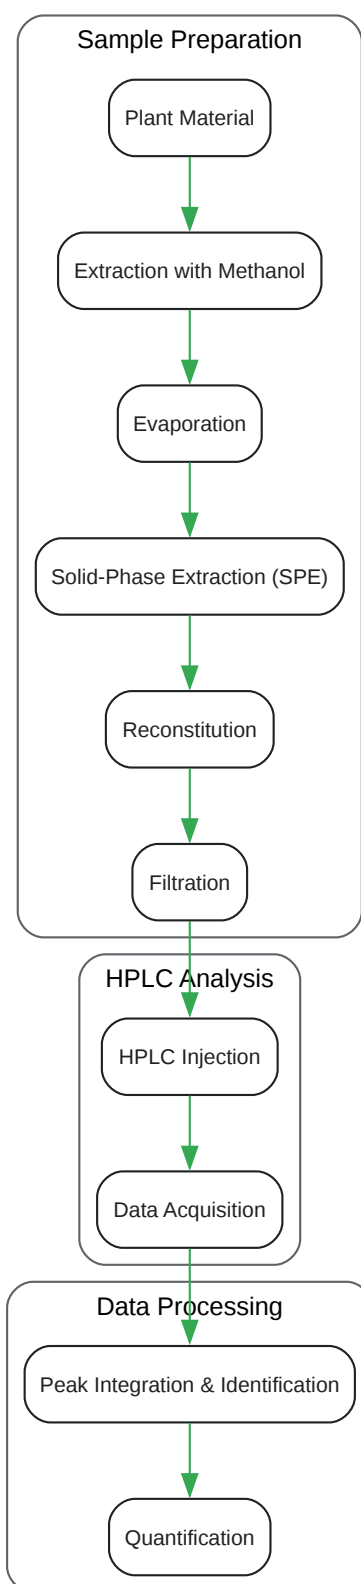 Sample Preparation
Plant Material
Extraction with Methanol
Evaporation
Solid-Phase Extraction (SPE)
Reconstitution
Filtration
HPLC Analysis
HPLC Injection
Data Acquisition
Data Processing
Peak Integration & Identification
Quantification